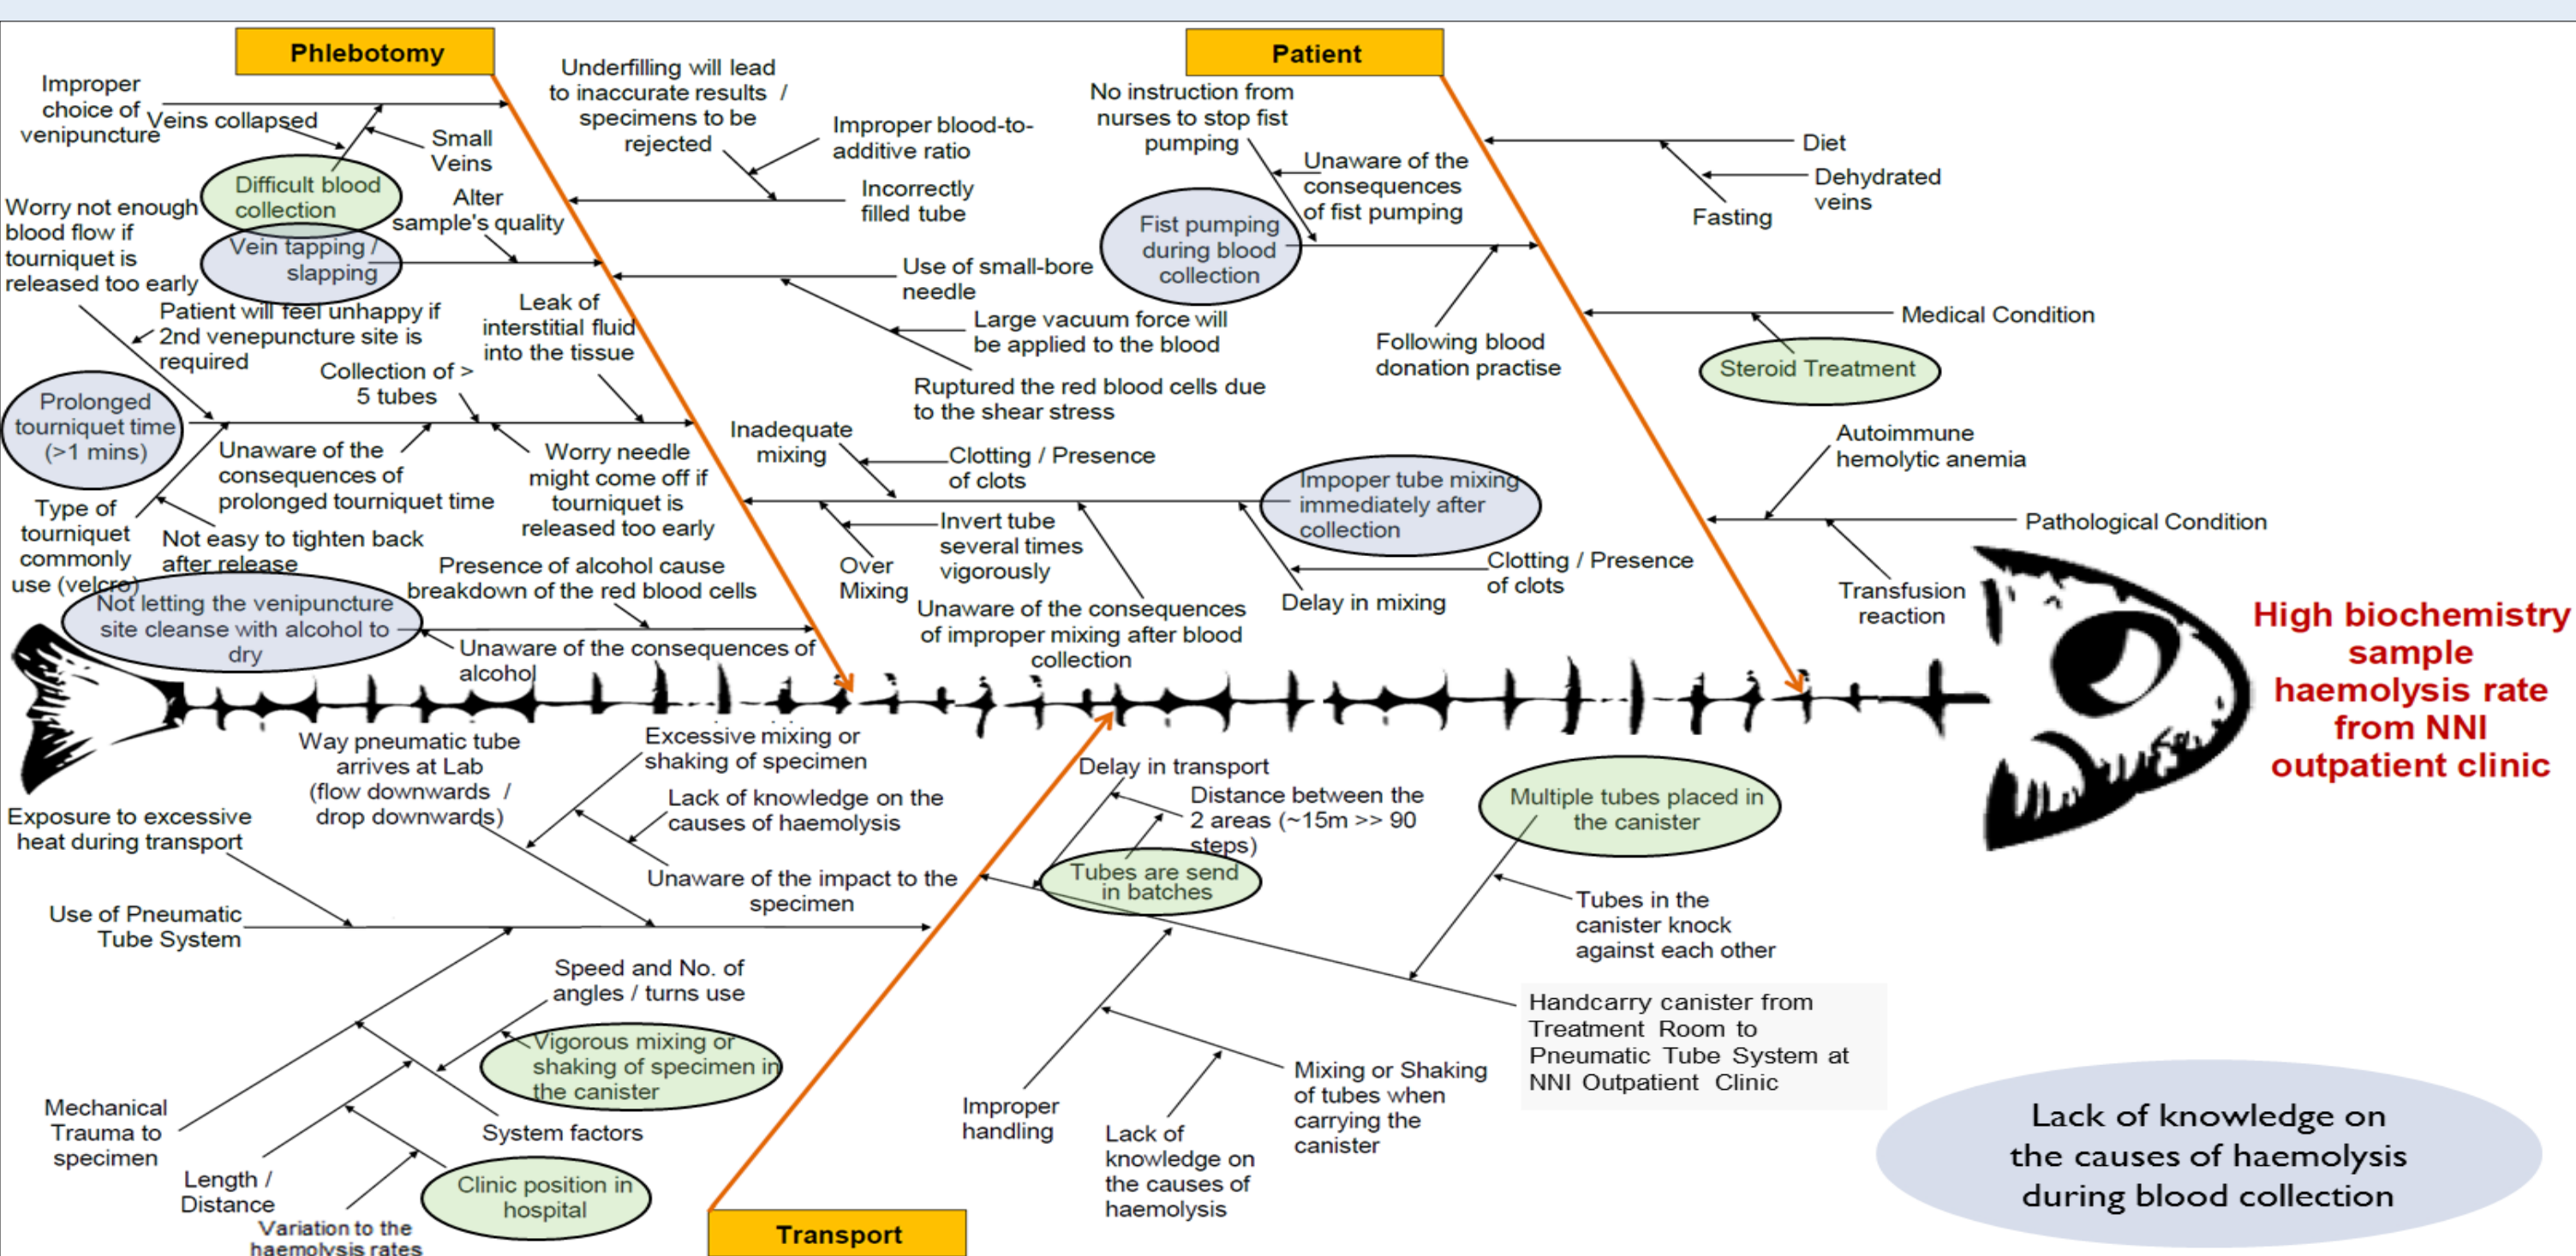 Phlebotomy
Improper
choice of
venipuncture
Veins collapsed
Small
Veins
Difficult blood
collection
Worry not enough
blood flow if
tourniquet is
released too early
Alter
sample's quality
Vein tapping /
slapping
Patient will feel unhappy if
2nd venepuncture site is
required
Leak of
interstitial fluid
into the tissue
Collection of >
5 tubes
Prolonged
tourniquet time
(>1 mins)
Unaware of the
consequences of
prolonged tourniquet time
Worry needle
might come off if
tourniquet is
released too early
Type of
tourniquet
commonly
use (velcro)
Not easy to tighten back
after release
Presence of alcohol cause
breakdown of the red blood cells
Not letting the venipuncture
site cleanse with alcohol to
dry
Unaware of the consequences of
alcohol
Underfilling will lead
to inaccurate results /
specimens to be
rejected
Improper blood-to-
additive ratio
Incorrectly
filled tube
Use of small-bore
needle
Large vacuum force will
be applied to the blood
Ruptured the red blood cells due
to the shear stress
Inadequate
mixing
Clotting / Presence
of clots
Impoper tube mixing
immediately after
collection
Invert tube
several times
vigorously
Over
Mixing
Unaware of the consequences
of improper mixing after blood
collection
Delay in mixing
Clotting / Presence
of clots
Patient
No instruction from
nurses to stop fist
pumping
Unaware of the
consequences
of fist pumping
Fist pumping
during blood
collection
Following blood
donation practise
Diet
Dehydrated
veins
Fasting
Medical Condition
Steroid Treatment
Autoimmune
hemolytic anemia
Pathological Condition
Transfusion
reaction
High biochemistry
sample
haemolysis rate
from NNI
outpatient clinic
Way pneumatic tube
arrives at Lab
(flow downwards /
drop downwards)
Excessive mixing or
shaking of specimen
Lack of knowledge on the
causes of haemolysis
Unaware of the impact to the
specimen
Exposure to excessive
heat during transport
Use of Pneumatic
Tube System
Speed and No. of
angles / turns use
Vigorous mixing or
shaking of specimen in
the canister
Mechanical
Trauma to
specimen
System factors
Length /
Distance
Clinic position in
hospital
Variation to the
haemolysis rates
Transport
Delay in transport
Distance between the
2 areas (~15m >> 90
steps)
Tubes are send
in batches
Multiple tubes placed in
the canister
Tubes in the
canister knock
against each other
Handcarry canister from
Treatment Room to
Pneumatic Tube System at
NNI Outpatient Clinic
Improper
handling
Mixing or Shaking
of tubes when
carrying the
canister
Lack of
knowledge on
the causes of
haemolysis
Lack of knowledge on
the causes of haemolysis
during blood collection